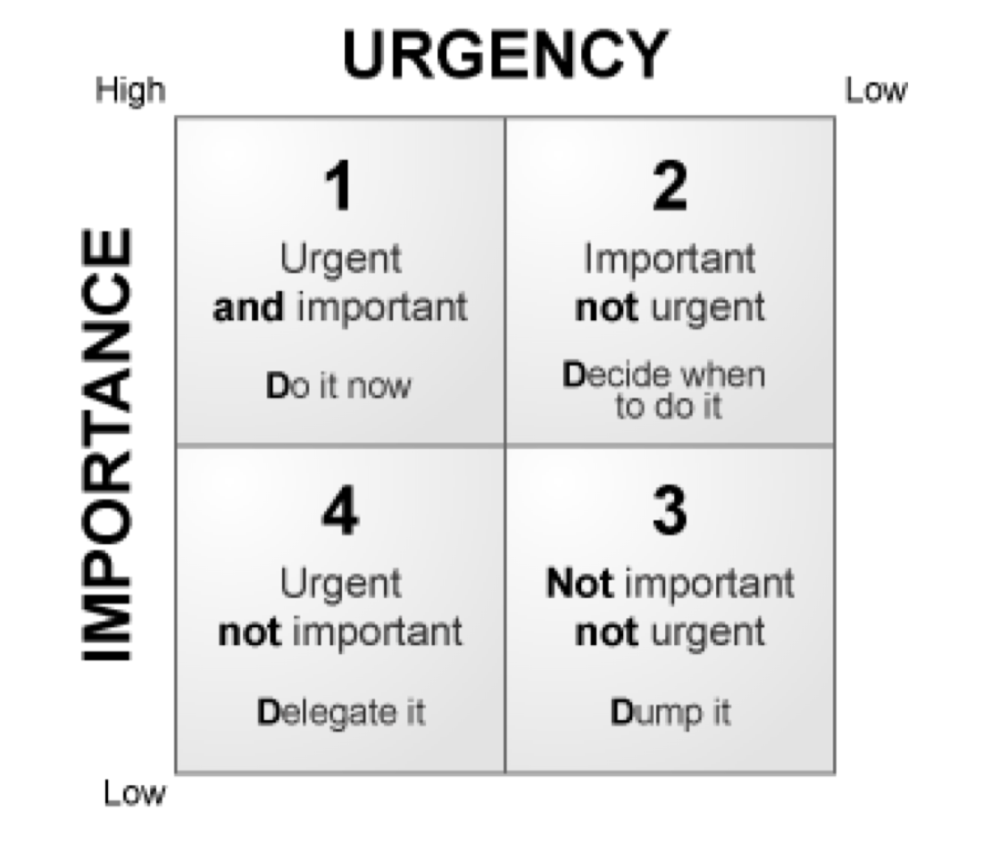 URGENCY
High
Low
IMPORTANCE
1
Urgent
and important
Do it now
2
Important
not urgent
Decide when
to do it
4
Urgent
not important
Delegate it
3
Not important
not urgent
Dump it
Low